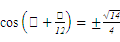 cos (□ + □/12) = ± √14/4